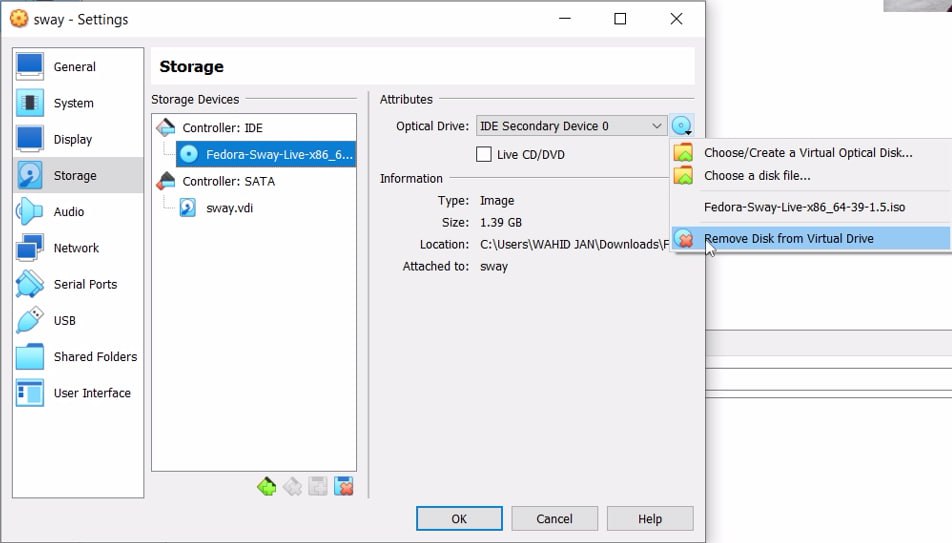 sway - Settings
General
System
Display
Storage
Audio
Network
Serial Ports
USB
Shared Folders
User Interface
Storage
Storage Devices
Controller: IDE
Fedora-Sway-Live-x86_6...
Controller: SATA
sway.vdi
Attributes
Optical Drive: IDE Secondary Device 0
Live CD/DVD
Information
Type: Image
Size: 1.39 GB
Location: C:\Users\WAHID JAN\Downloads\F
Attached to: sway
Choose/Create a Virtual Optical Disk...
Choose a disk file...
Fedora-Sway-Live-x86_64-39-1.5.iso
Remove Disk from Virtual Drive
OK
Cancel
Help